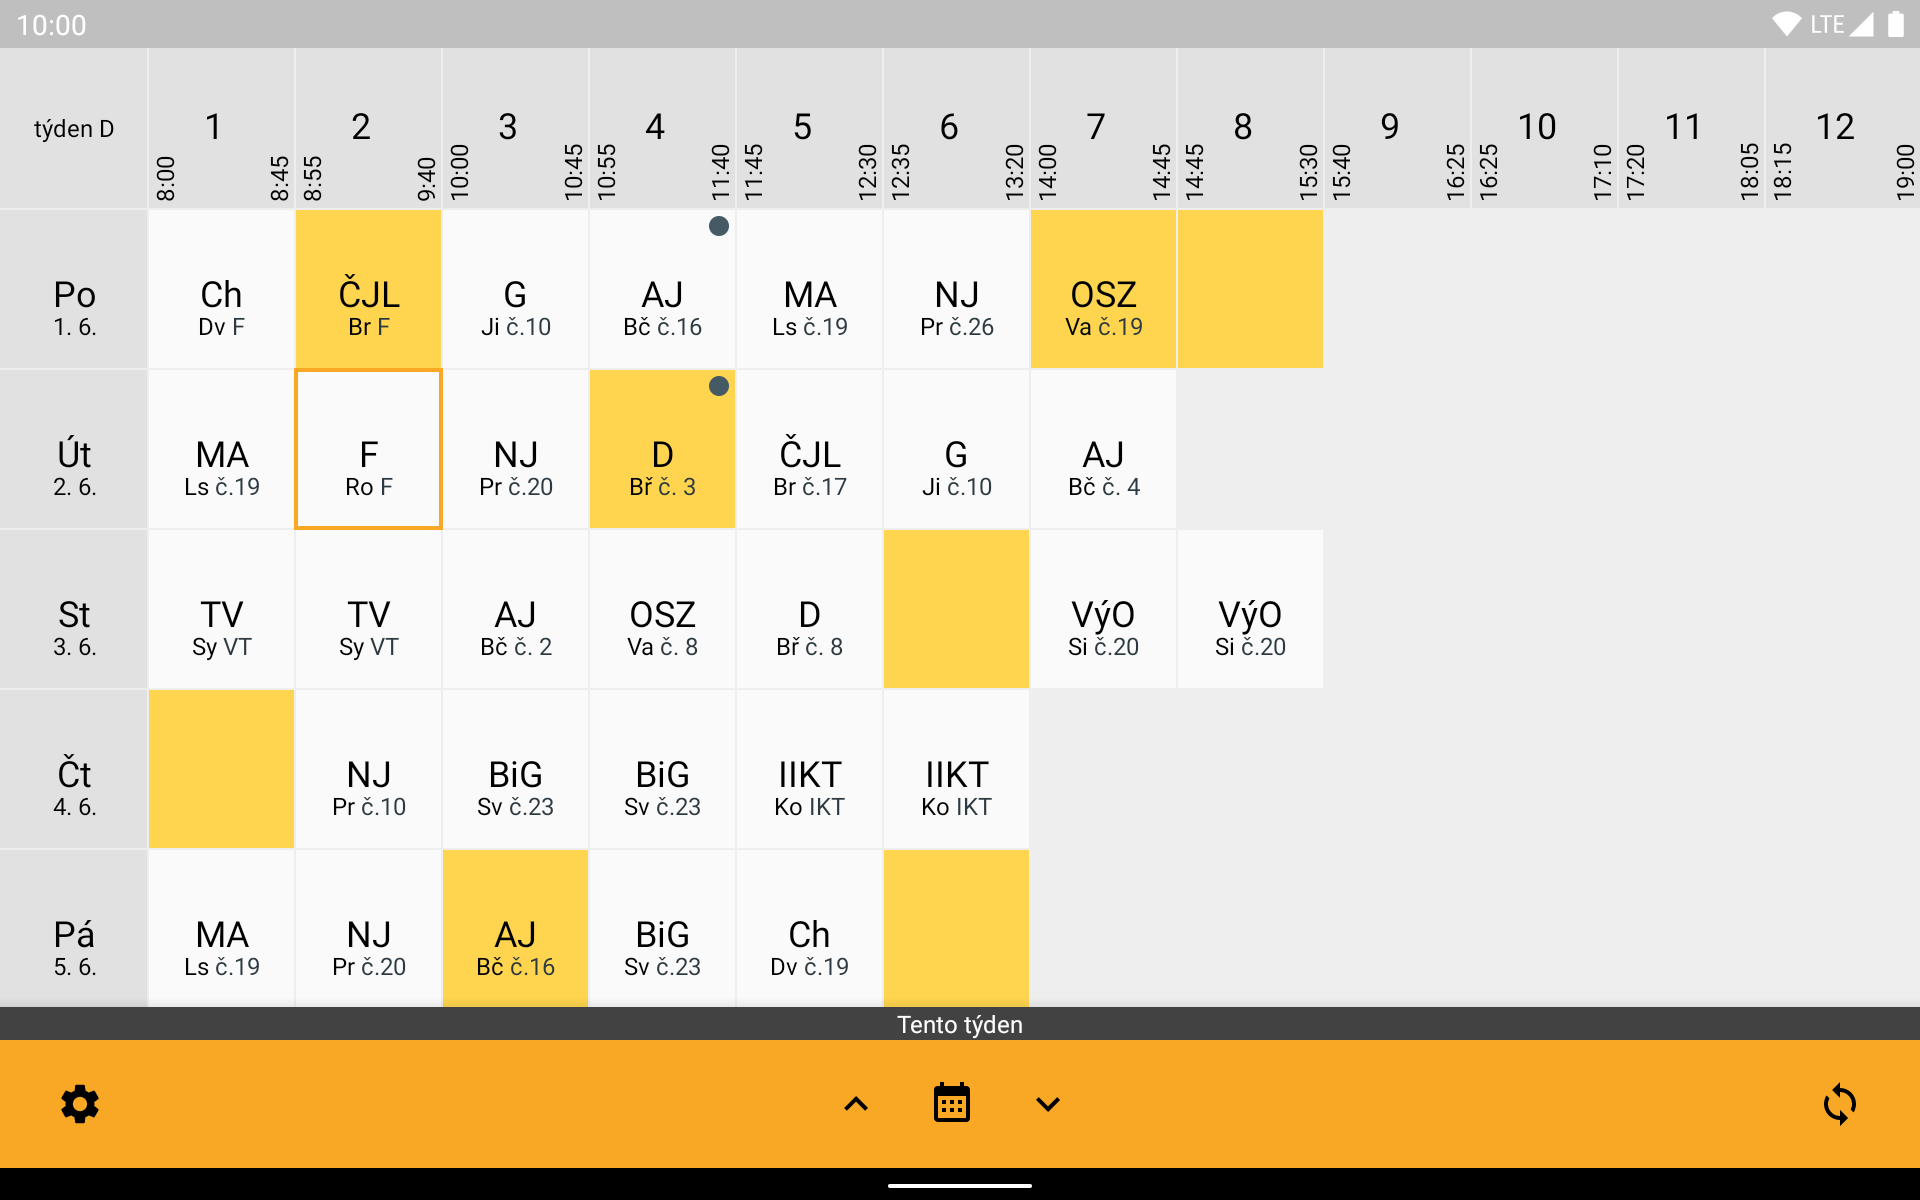 10:00
LTE
týden D
1
8:00
8:45
2
8:55
9:40
3
10:00
10:45
4
10:55
11:40
5
11:45
12:30
6
12:35
13:20
7
14:00
14:45
8
14:45
15:30
9
15:40
16:25
10
16:25
17:10
11
17:20
18:05
12
18:15
19:00
Po
1. 6.
Ch
Dv F
ČJL
Br F
G
Ji č.10
AJ
Bč č.16
MA
Ls č.19
NJ
Pr č.26
OSZ
Va č.19
Út
2. 6.
MA
Ls č.19
F
Ro F
NJ
Pr č.20
D
Bř č. 3
ČJL
Br č.17
G
Ji č.10
AJ
Bč č. 4
St
3. 6.
TV
Sy VT
TV
Sy VT
AJ
Bč č. 2
OSZ
Va č. 8
D
Bř č. 8
VýO
Si č.20
VýO
Si č.20
Čt
4. 6.
NJ
Pr č.10
BiG
Sv č.23
BiG
Sv č.23
IIKT
Ko IKT
IIKT
Ko IKT
Pá
5. 6.
MA
Ls č.19
NJ
Pr č.20
AJ
Bč č.16
BiG
Sv č.23
Ch
Dv č.19
Tento týden